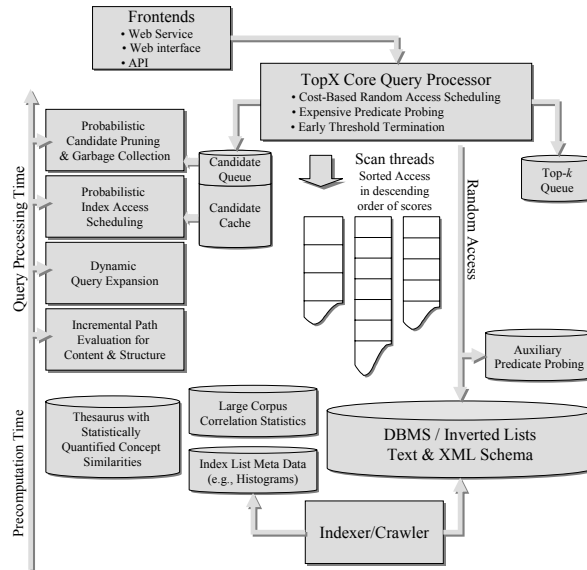 Frontends
• Web Service
• Web interface
• API
TopX Core Query Processor
• Cost-Based Random Access Scheduling
• Expensive Predicate Probing
• Early Threshold Termination
Probabilistic
Candidate Pruning
& Garbage Collection
Candidate
Queue
Candidate
Cache
Scan threads
Sorted Access
in descending
order of scores
Top-k
Queue
Random Access
Query Processing Time
Probabilistic
Index Access
Scheduling
Dynamic
Query Expansion
Incremental Path
Evaluation for
Content & Structure
Auxiliary
Predicate Probing
Precomputation Time
Thesaurus with
Statistically
Quantified Concept
Similarities
Large Corpus
Correlation Statistics
Index List Meta Data
(e.g., Histograms)
DBMS / Inverted Lists
Text & XML Schema
Indexer/Crawler